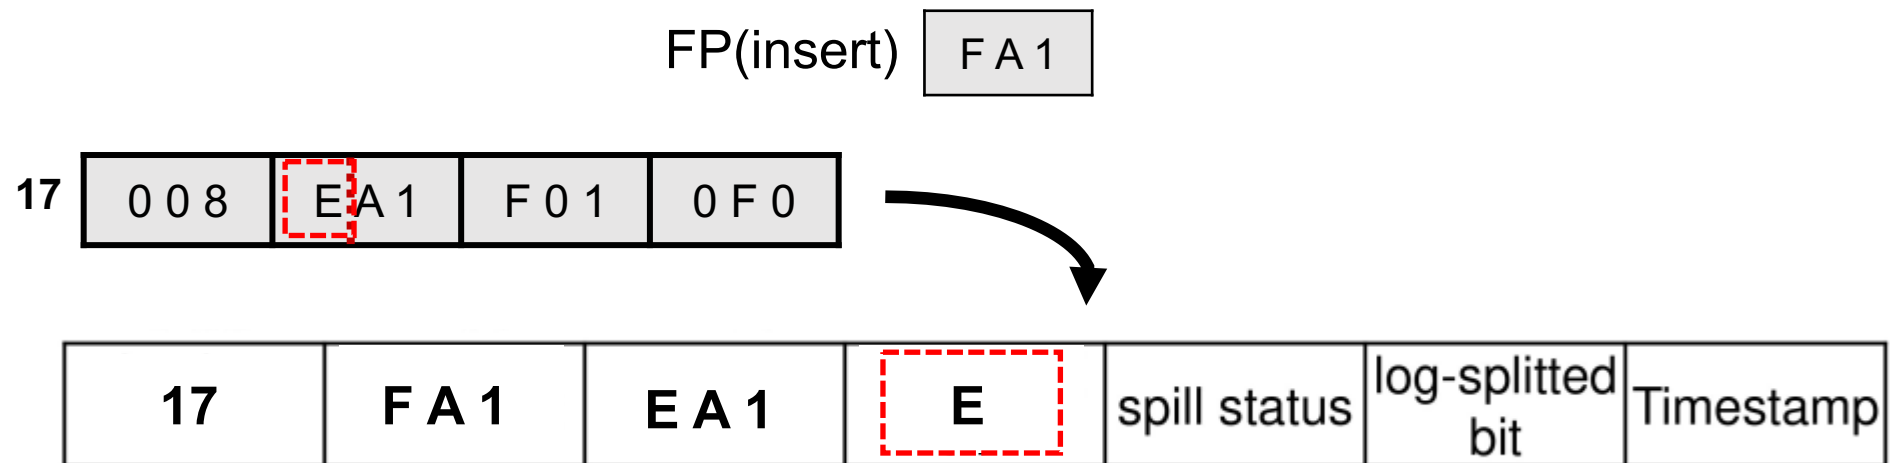 FP(insert) F A 1
17 0 0 8 E A 1 F 0 1 0 F 0
17 F A 1 E A 1 E spill status log-splitted bit Timestamp